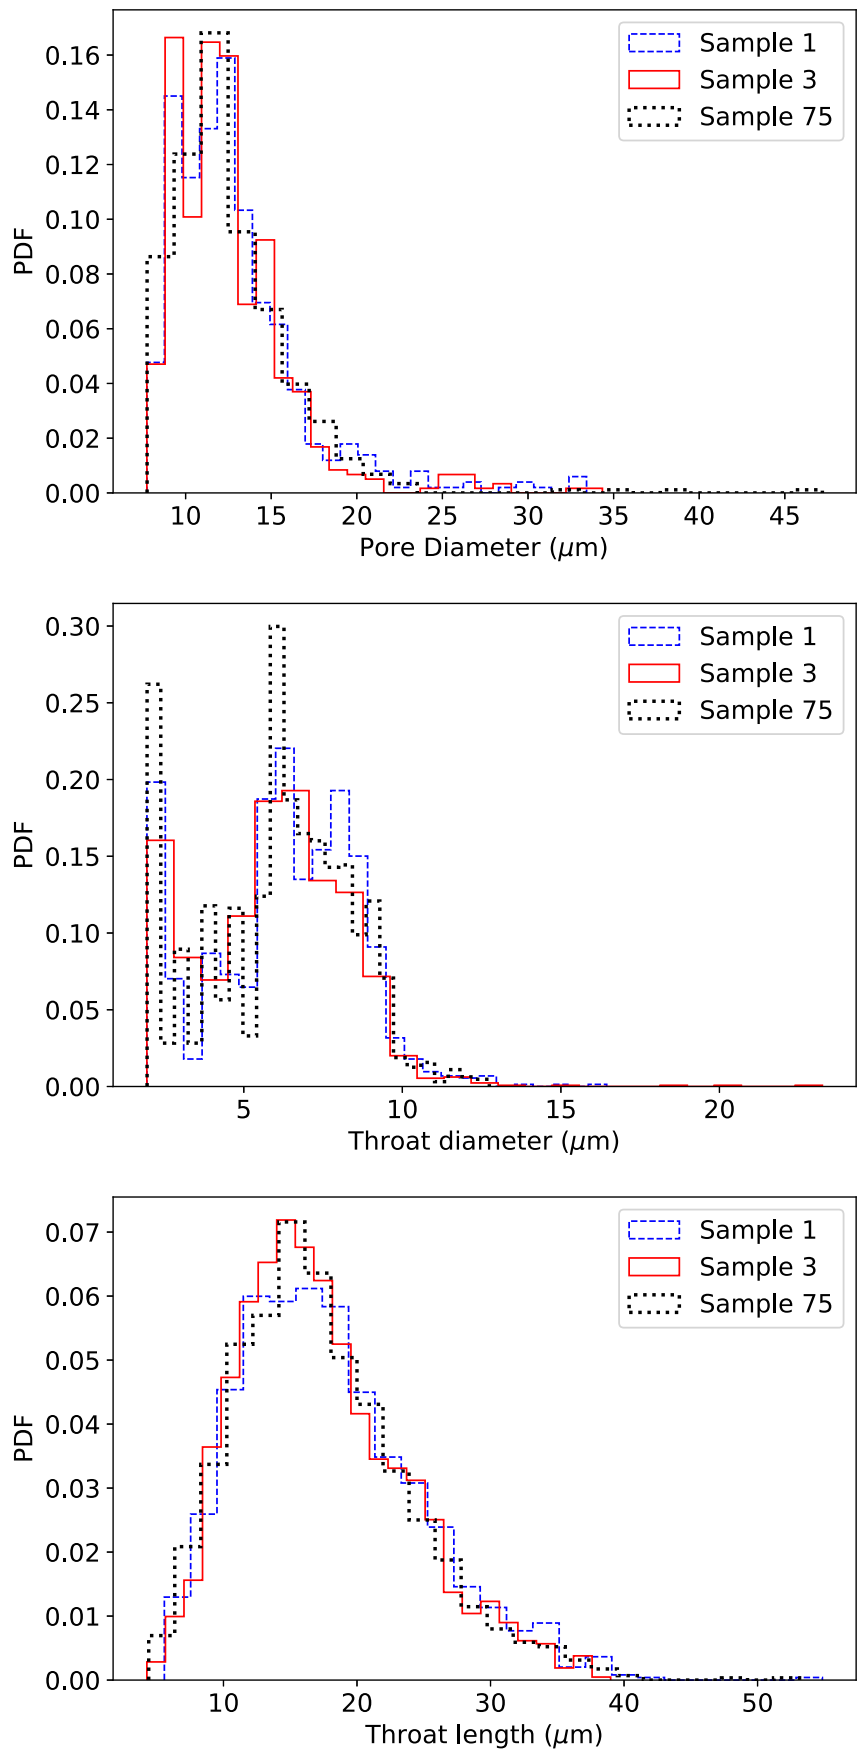 0.16
0.14
0.12
0.10
0.08
0.06
0.04
0.02
0.00
PDF
Sample 1
Sample 3
Sample 75
10 15 20 25 30 35 40 45
Pore Diameter (μm)
0.30
0.25
0.20
0.15
0.10
0.05
0.00
PDF
Sample 1
Sample 3
Sample 75
5 10 15 20
Throat diameter (μm)
0.07
0.06
0.05
0.04
0.03
0.02
0.01
0.00
PDF
Sample 1
Sample 3
Sample 75
10 20 30 40 50
Throat length (μm)